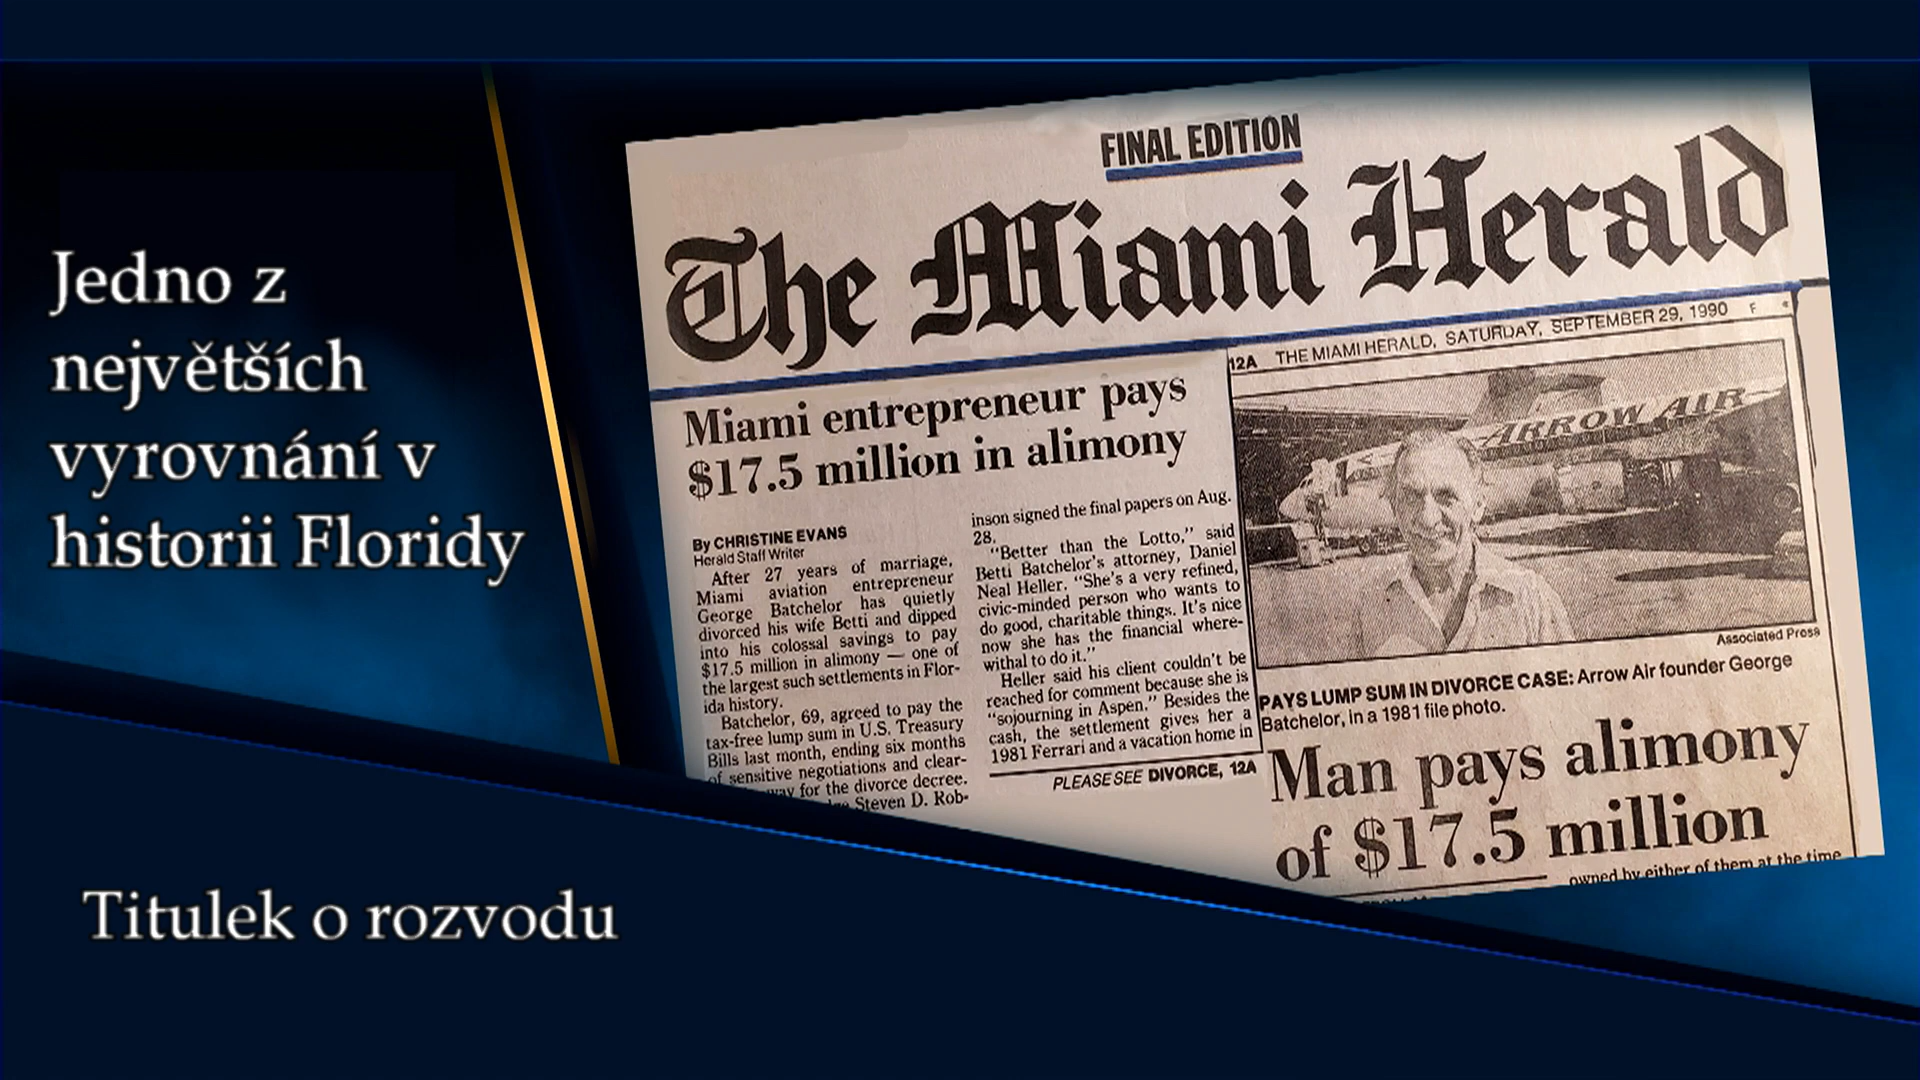 Jedno z
největších
vyrovnání v
historii Floridy
Titulek o rozvodu
FINAL EDITION
The Miami Herald
12A THE MIAMI HERALD, SATURDAY, SEPTEMBER 29, 1990 F
Miami entrepreneur pays
$17.5 million in alimony
By CHRISTINE EVANS
Herald Staff Writer
After 27 years of marriage,
Miami aviation entrepreneur
George Batchelor has quietly
divorced his wife Betti and dipped
into his colossal savings to pay
$17.5 million in alimony — one of
the largest such settlements in Flor-
ida history.
Batchelor, 69, agreed to pay the
tax-free lump sum in U.S. Treasury
Bills last month, ending six months
of sensitive negotiations and clear-
way for the divorce decree.
Steven D. Rob-
inson signed the final papers on Aug.
28.
“Better than the Lotto,” said
Betti Batchelor's attorney, Daniel
Neal Heller. “She's a very refined,
civic-minded person who wants to
do good, charitable things. It's nice
now she has the financial where-
withal to do it.”
Heller said his client couldn't be
reached for comment because she is
“sojourning in Aspen.” Besides the
cash, the settlement gives her a
1981 Ferrari and a vacation home in
PLEASE SEE DIVORCE, 12A
ARROW AIR
Associated Press
PAYS LUMP SUM IN DIVORCE CASE: Arrow Air founder George
Batchelor, in a 1981 file photo.
Man pays alimony
of $17.5 million
owned by either of them at the time